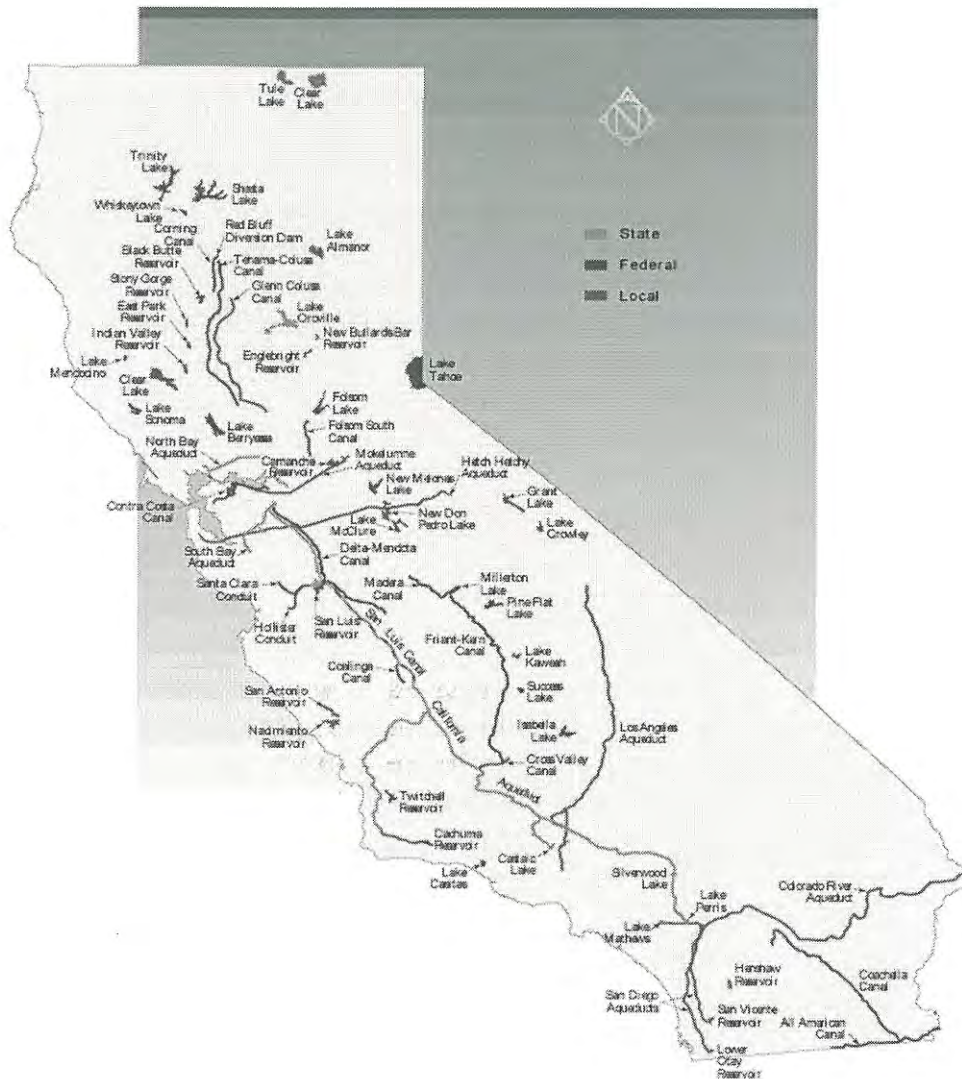 Tule
Lake
Clear
Lake
N
Trinity
Lake
Shasta
Lake
Whiskeytown
Lake
State
Federal
Local
Corning
Canal
Red Bluff
Diversion Dam
Lake
Almanor
Black Butte
Reservoir
Tehama-Colusa
Canal
Stony Gorge
Reservoir
Glenn Colusa
Canal
East Park
Reservoir
Lake
Oroville
Indian Valley
Reservoir
New Bullards Bar
Reservoir
Englebright
Reservoir
Lake
Mendocino
Clear
Lake
Lake
Tahoe
Lake
Sonoma
Lake
Berryessa
Folsom
Lake
Folsom South
Canal
North Bay
Aqueduct
Camanche
Reservoir
Mokelumne
Aqueduct
Hetch Hetchy
Aqueduct
New Melones
Lake
Grant
Lake
Contra Costa
Canal
Lake
McClure
New Don
Pedro Lake
Lake
Crowley
South Bay
Aqueduct
Delta-Mendota
Canal
Santa Clara
Conduit
Madera
Canal
Millerton
Lake
Pine Flat
Lake
Hollister
Conduit
San Luis
Reservoir
San Luis Canal
Friant-Kern
Canal
Lake
Kaweah
Coalinga
Canal
San Antonio
Reservoir
Success
Lake
Nacimiento
Reservoir
California
Isabella
Lake
Los Angeles
Aqueduct
Cross Valley
Canal
Aqueduct
Twitchell
Reservoir
Cachuma
Reservoir
Lake
Casitas
Castaic
Lake
Silverwood
Lake
Lake
Perris
Colorado River
Aqueduct
Lake
Mathews
Henshaw
Reservoir
Coachella
Canal
San Diego
Aqueducts
San Vicente
Reservoir
All American
Canal
Lower
Otay
Reservoir